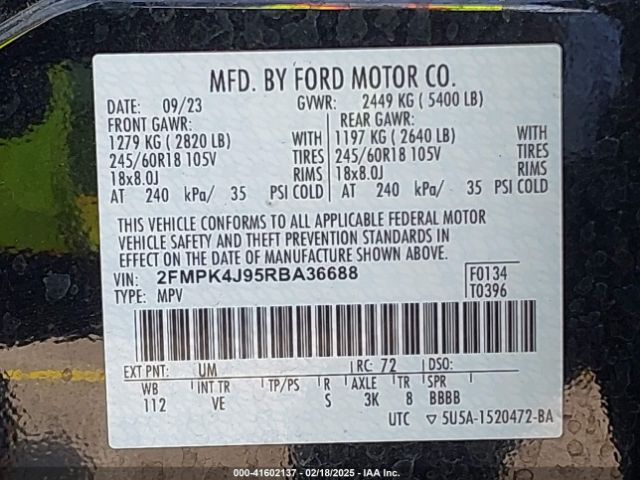 MFD. BY FORD MOTOR CO.
DATE: 09/23 GVWR: 2449 KG ( 5400 LB)
FRONT GAWR: REAR GAWR:
1279 KG ( 2820 LB) WITH 1197 KG ( 2640 LB) WITH
245/60R18 105V TIRES 245/60R18 105V TIRES
18x8.0J RIMS 18x8.0J RIMS
AT 240 kPa/ 35 PSI COLD AT 240 kPa/ 35 PSI COLD
THIS VEHICLE CONFORMS TO ALL APPLICABLE FEDERAL MOTOR
VEHICLE SAFETY AND THEFT PREVENTION STANDARDS IN
EFFECT ON THE DATE OF MANUFACTURE SHOWN ABOVE.
VIN: 2FMPK4J95RBA36688 F0134
TYPE: MPV T0396
EXT PNT: UM RC: 72 DSO:
WB INT TR TP/PS R AXLE TR SPR
112 VE S 3K 8 BBBB
UTC ▽ 5U5A-1520472-BA
000-41602137 - 02/18/2025 - IAA Inc.